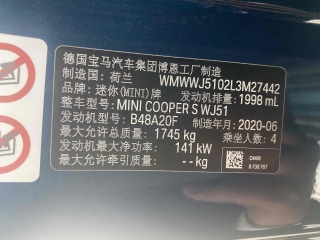 德国宝马汽车集团博恩工厂制造
制造国：荷兰 WMWWJ5102L3M27442
品牌：迷你(MINI)牌 发动机排量：1998 mL
整车型号：MINI COOPER S WJ51
发动机型号：B48A20F 制造年月：2020-06
最大允许总质量：1745 kg 乘坐人数：4
发动机最大净功率：141 kW
最大允许牵引质量：--kg